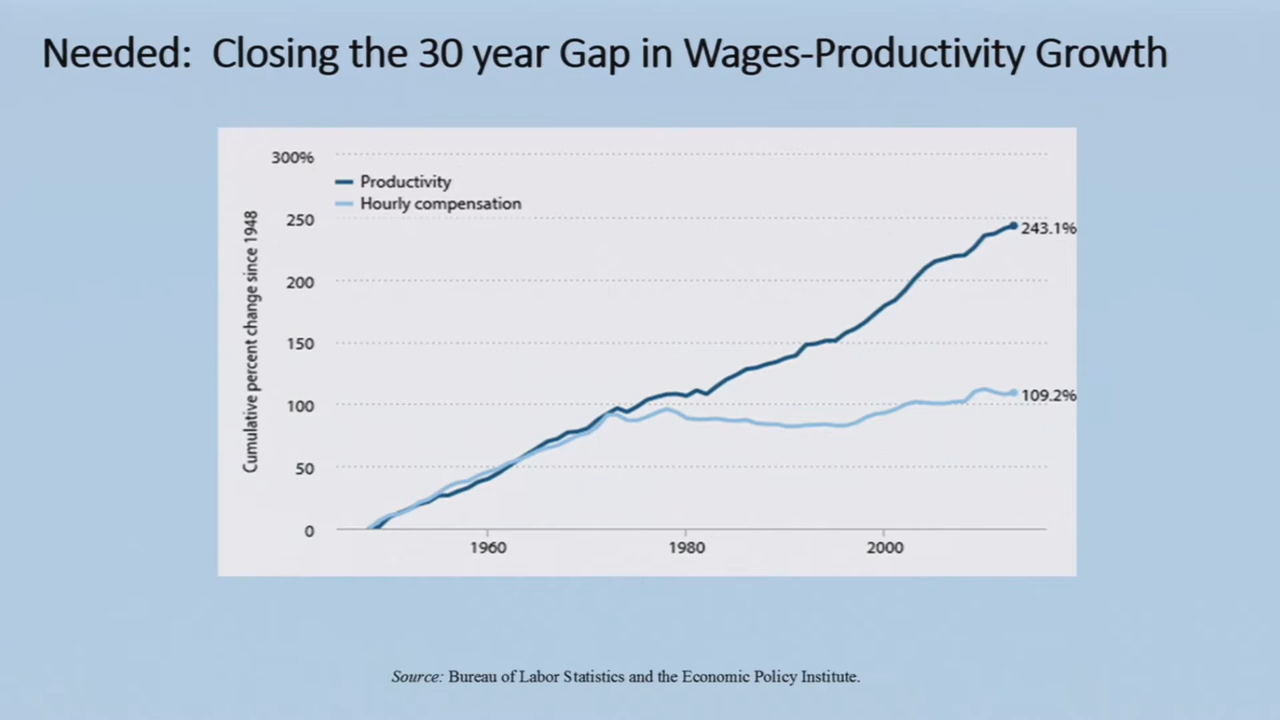 Needed:  Closing the 30 year Gap in Wages-Productivity Growth
300%
Productivity
Hourly compensation
250
200
150
100
50
0
Cumulative percent change since 1948
243.1%
109.2%
1960
1980
2000
Source: Bureau of Labor Statistics and the Economic Policy Institute.